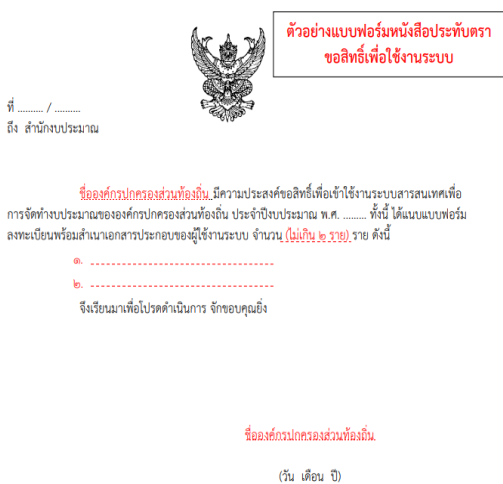 ตัวอย่างแบบฟอร์มหนังสือประทับตรา
ขอสิทธิ์เพื่อใช้งานระบบ
ที่ ......... / .........
ถึง สำนักงบประมาณ
ชื่อองค์กรปกครองส่วนท้องถิ่น มีความประสงค์ขอสิทธิ์เพื่อเข้าใช้งานระบบสารสนเทศเพื่อ
การจัดทำงบประมาณขององค์กรปกครองส่วนท้องถิ่น ประจำปีงบประมาณ พ.ศ. ......... ทั้งนี้ ได้แนบแบบฟอร์ม
ลงทะเบียนพร้อมสำเนาเอกสารประกอบของผู้ใช้งานระบบ จำนวน (ไม่เกิน ๒ ราย) ราย ดังนี้
๑. ---------------------------------
๒. ---------------------------------
จึงเรียนมาเพื่อโปรดดำเนินการ จักขอบคุณยิ่ง
ชื่อองค์กรปกครองส่วนท้องถิ่น
(วัน เดือน ปี)